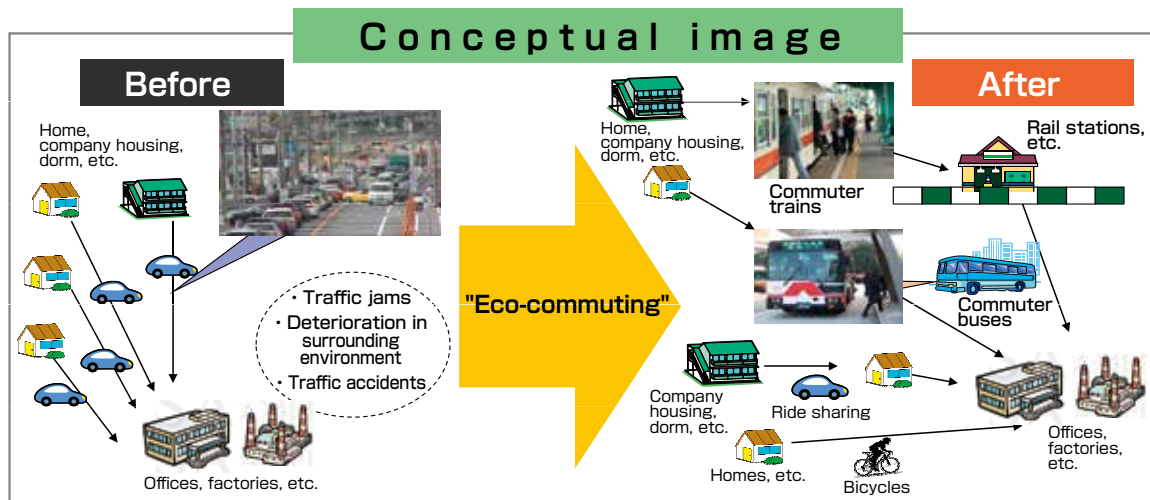 Conceptual image
Before
After
Home,
company housing,
dorm, etc.
Home,
company housing,
dorm, etc.
Rail stations,
etc.
Commuter
trains
· Traffic jams
· Deterioration in
surrounding
environment
· Traffic accidents
"Eco-commuting"
Commuter
buses
Company
housing,
dorm, etc.
Ride sharing
Offices,
factories,
etc.
Homes, etc.
Bicycles
Offices, factories, etc.